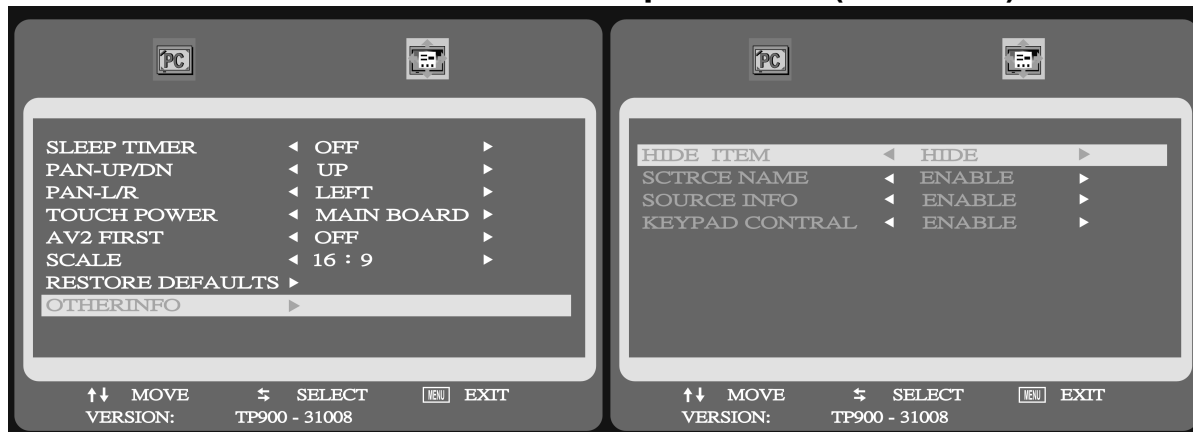 PC
SLEEP TIMER ◄ OFF ►
PAN-UP/DN ◄ UP ►
PAN-L/R ◄ LEFT ►
TOUCH POWER ◄ MAIN BOARD ►
AV2 FIRST ◄ OFF ►
SCALE ◄ 16 : 9 ►
RESTORE DEFAULTS ►
OTHERINFO ►
↑↓ MOVE ⇆ SELECT MENU EXIT
VERSION: TP900 - 31008
PC
HIDE ITEM ◄ HIDE ►
SCTRCE NAME ◄ ENABLE ►
SOURCE INFO ◄ ENABLE ►
KEYPAD CONTRAL ◄ ENABLE ►
↑↓ MOVE ⇆ SELECT MENU EXIT
VERSION: TP900 - 31008